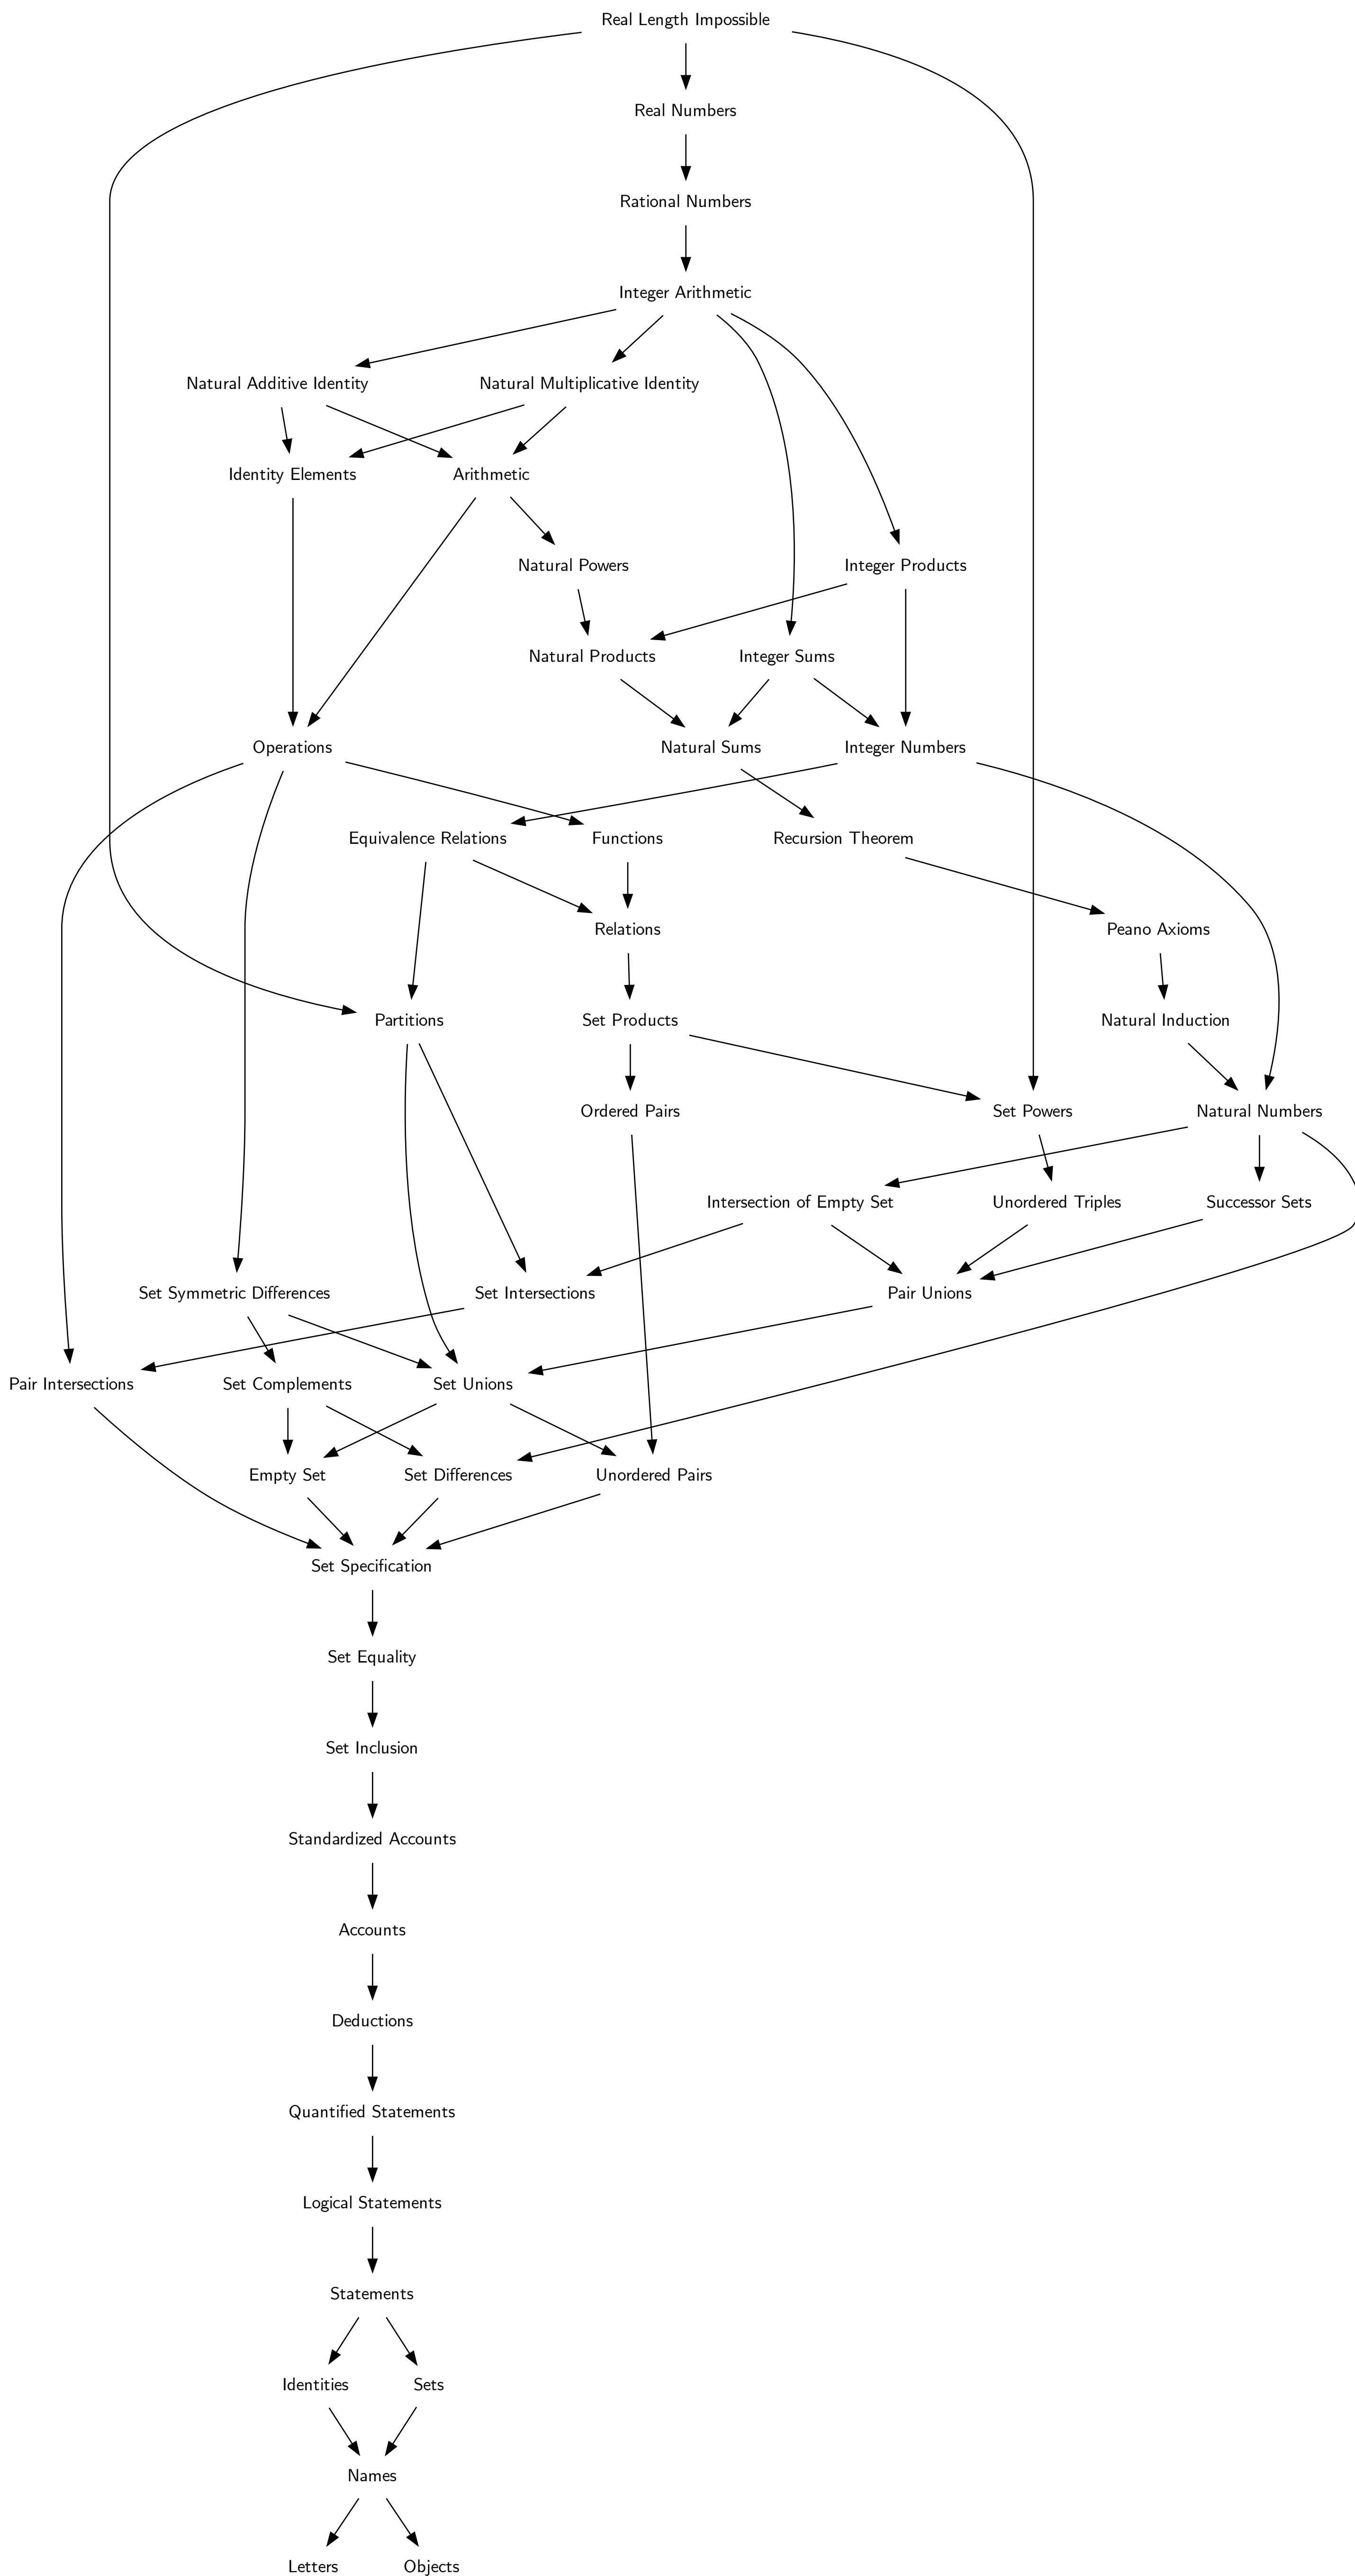 Real Length Impossible
Real Numbers
Rational Numbers
Integer Arithmetic
Natural Additive Identity
Natural Multiplicative Identity
Identity Elements
Arithmetic
Natural Powers
Integer Products
Natural Products
Integer Sums
Operations
Natural Sums
Integer Numbers
Equivalence Relations
Functions
Recursion Theorem
Relations
Peano Axioms
Partitions
Set Products
Natural Induction
Ordered Pairs
Set Powers
Natural Numbers
Intersection of Empty Set
Unordered Triples
Successor Sets
Set Symmetric Differences
Set Intersections
Pair Unions
Pair Intersections
Set Complements
Set Unions
Empty Set
Set Differences
Unordered Pairs
Set Specification
Set Equality
Set Inclusion
Standardized Accounts
Accounts
Deductions
Quantified Statements
Logical Statements
Statements
Identities
Sets
Names
Letters
Objects